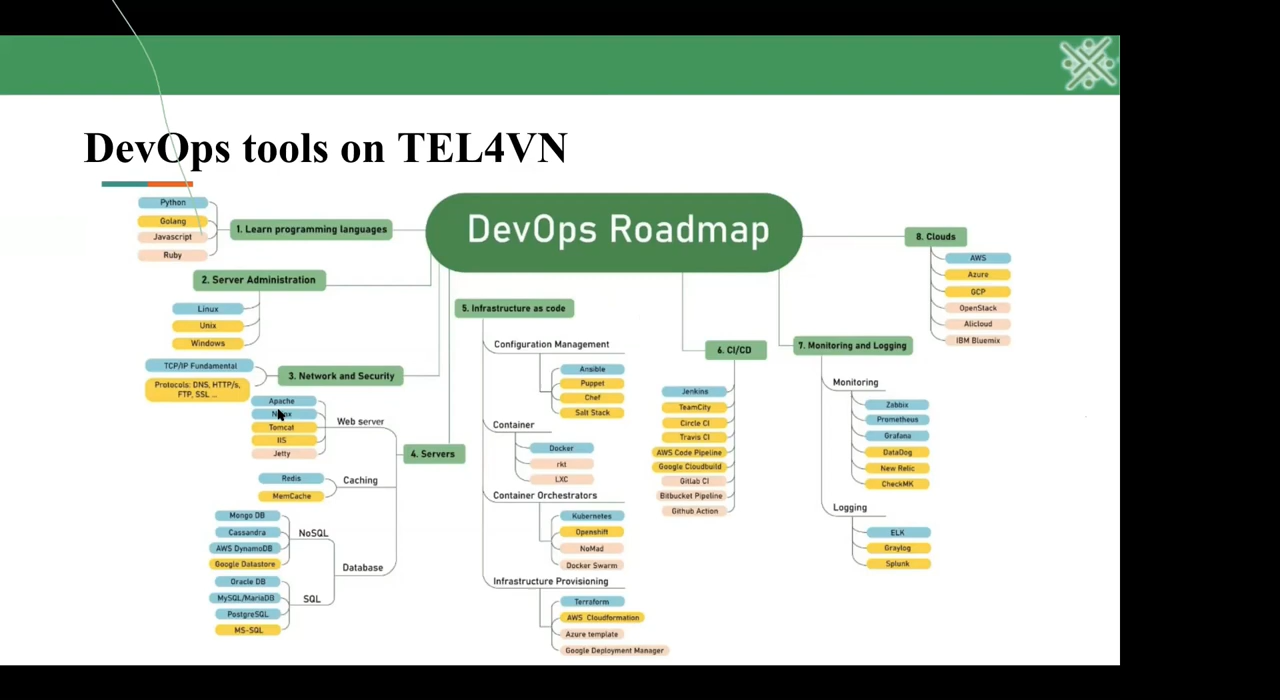 DevOps tools on TEL4VN
DevOps Roadmap
1. Learn programming languages
Python
Golang
Javascript
Ruby
2. Server Administration
Linux
Unix
Windows
3. Network and Security
TCP/IP Fundamental
Protocols: DNS, HTTP/s,
FTP, SSL ...
4. Servers
Web server
Apache
Tomcat
IIS
Jetty
Caching
Redis
MemCache
Database
NoSQL
Mongo DB
Cassandra
AWS DynamoDB
Google Datastore
SQL
Oracle DB
MySQL/MariaDB
PostgreSQL
MS-SQL
5. Infrastructure as code
Configuration Management
Ansible
Puppet
Chef
Salt Stack
Container
Docker
rkt
LXC
Container Orchestrators
Kubernetes
Openshift
NoMad
Docker Swarm
Infrastructure Provisioning
Terraform
AWS Cloudformation
Azure template
Google Deployment Manager
6. CI/CD
Jenkins
TeamCity
Circle CI
Travis CI
AWS Code Pipeline
Google Cloudbuild
Gitlab CI
Bitbucket Pipeline
Github Action
7. Monitoring and Logging
Monitoring
Zabbix
Prometheus
Grafana
DataDog
New Relic
CheckMK
Logging
ELK
Graylog
Splunk
8. Clouds
AWS
Azure
GCP
OpenStack
Alicloud
IBM Bluemix